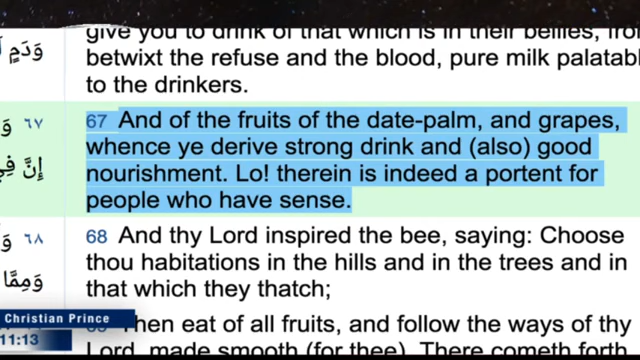 give you to drink of that which is in their bellies, from
betwixt the refuse and the blood, pure milk palatabl
to the drinkers.
وَدَمٍ
67 And of the fruits of the date-palm, and grapes,
whence ye derive strong drink and (also) good
nourishment. Lo! therein is indeed a portent for
people who have sense.
٦٧
إِنَّ فِي
68 And thy Lord inspired the bee, saying: Choose
thou habitations in the hills and in the trees and in
that which they thatch;
٦٨
وَمِمَّا
Then eat of all fruits, and follow the ways of thy
Lord, made smooth (for thee). There cometh forth
Christian Prince
11:13